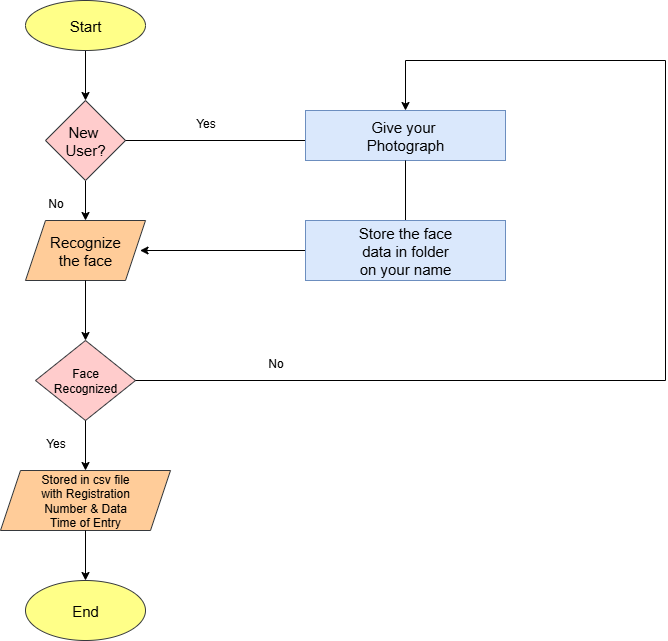 Start
New
User?
Yes
Give your
Photograph
No
Recognize
the face
Store the face
data in folder
on your name
Face
Recognized
No
Yes
Stored in csv file
with Registration
Number & Data
Time of Entry
End